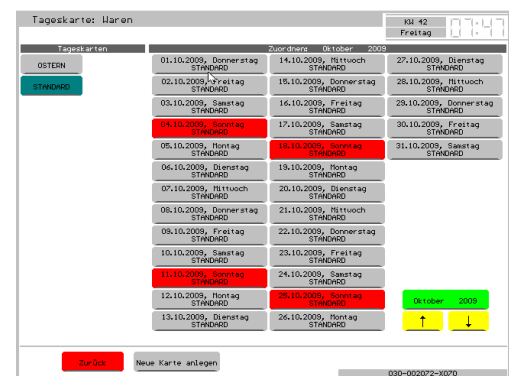 Tageskarte: Waren
KW 42
Freitag
17:47
Tageskarten
Zuordnen: Oktober 2009
OSTERN
STANDARD
01.10.2009, Donnerstag
STANDARD
02.10.2009, Freitag
STANDARD
03.10.2009, Samstag
STANDARD
04.10.2009, Sonntag
STANDARD
05.10.2009, Montag
STANDARD
06.10.2009, Dienstag
STANDARD
07.10.2009, Mittwoch
STANDARD
08.10.2009, Donnerstag
STANDARD
09.10.2009, Freitag
STANDARD
10.10.2009, Samstag
STANDARD
11.10.2009, Sonntag
STANDARD
12.10.2009, Montag
STANDARD
13.10.2009, Dienstag
STANDARD
14.10.2009, Mittwoch
STANDARD
15.10.2009, Donnerstag
STANDARD
16.10.2009, Freitag
STANDARD
17.10.2009, Samstag
STANDARD
18.10.2009, Sonntag
STANDARD
19.10.2009, Montag
STANDARD
20.10.2009, Dienstag
STANDARD
21.10.2009, Mittwoch
STANDARD
22.10.2009, Donnerstag
STANDARD
23.10.2009, Freitag
STANDARD
24.10.2009, Samstag
STANDARD
25.10.2009, Sonntag
STANDARD
26.10.2009, Montag
STANDARD
27.10.2009, Dienstag
STANDARD
28.10.2009, Mittwoch
STANDARD
29.10.2009, Donnerstag
STANDARD
30.10.2009, Freitag
STANDARD
31.10.2009, Samstag
STANDARD
Oktober 2009
↑ ↓
Zurück
Neue Karte anlegen
030-002072-X070